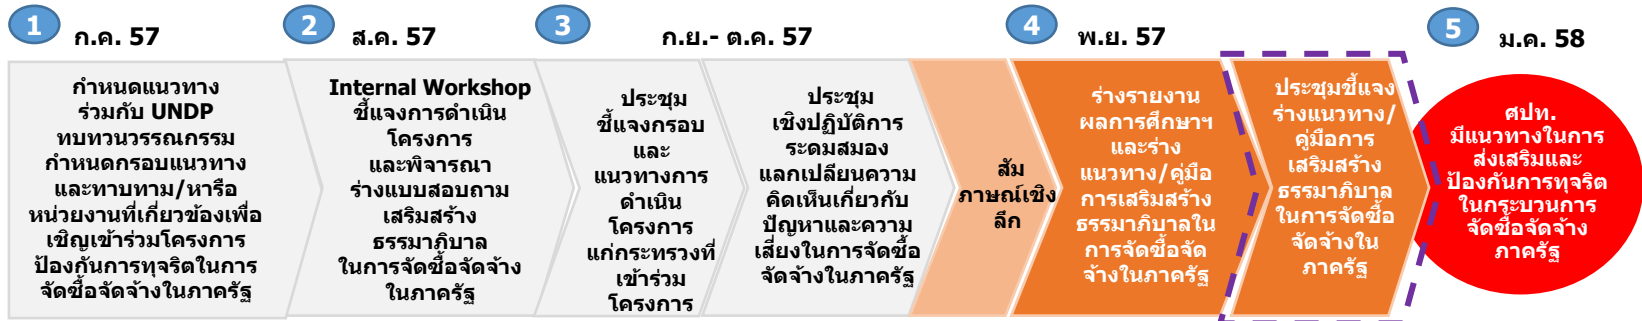 1
ก.ค. 57
กำหนดแนวทาง
ร่วมกับ UNDP
ทบทวนวรรณกรรม
กำหนดกรอบแนวทาง
และทาบทาม/หารือ
หน่วยงานที่เกี่ยวข้องเพื่อ
เชิญเข้าร่วมโครงการ
ป้องกันการทุจริตในการ
จัดซื้อจัดจ้างในภาครัฐ
2
ส.ค. 57
Internal Workshop
ชี้แจงการดำเนิน
โครงการ
และพิจารณา
ร่างแบบสอบถาม
เสริมสร้าง
ธรรมาภิบาล
ในการจัดซื้อจัดจ้าง
ในภาครัฐ
3
ก.ย.- ต.ค. 57
ประชุม
ชี้แจงกรอบ
และ
แนวทางการ
ดำเนิน
โครงการ
แก่กระทรวงที่
เข้าร่วม
โครงการ
ประชุม
เชิงปฏิบัติการ
ระดมสมอง
แลกเปลี่ยนความ
คิดเห็นเกี่ยวกับ
ปัญหาและความ
เสี่ยงในการจัดซื้อ
จัดจ้างในภาครัฐ
สัม
ภาษณ์เชิง
ลึก
4
พ.ย. 57
ร่างรายงาน
ผลการศึกษาฯ
และร่าง
แนวทาง/คู่มือ
การเสริมสร้าง
ธรรมาภิบาลใน
การจัดซื้อจัด
จ้างในภาครัฐ
ประชุมชี้แจง
ร่างแนวทาง/
คู่มือการ
เสริมสร้าง
ธรรมาภิบาล
ในการจัดซื้อ
จัดจ้างใน
ภาครัฐ
5
ม.ค. 58
ศปท.
มีแนวทางในการ
ส่งเสริมและ
ป้องกันการทุจริต
ในกระบวนการ
จัดซื้อจัดจ้าง
ภาครัฐ